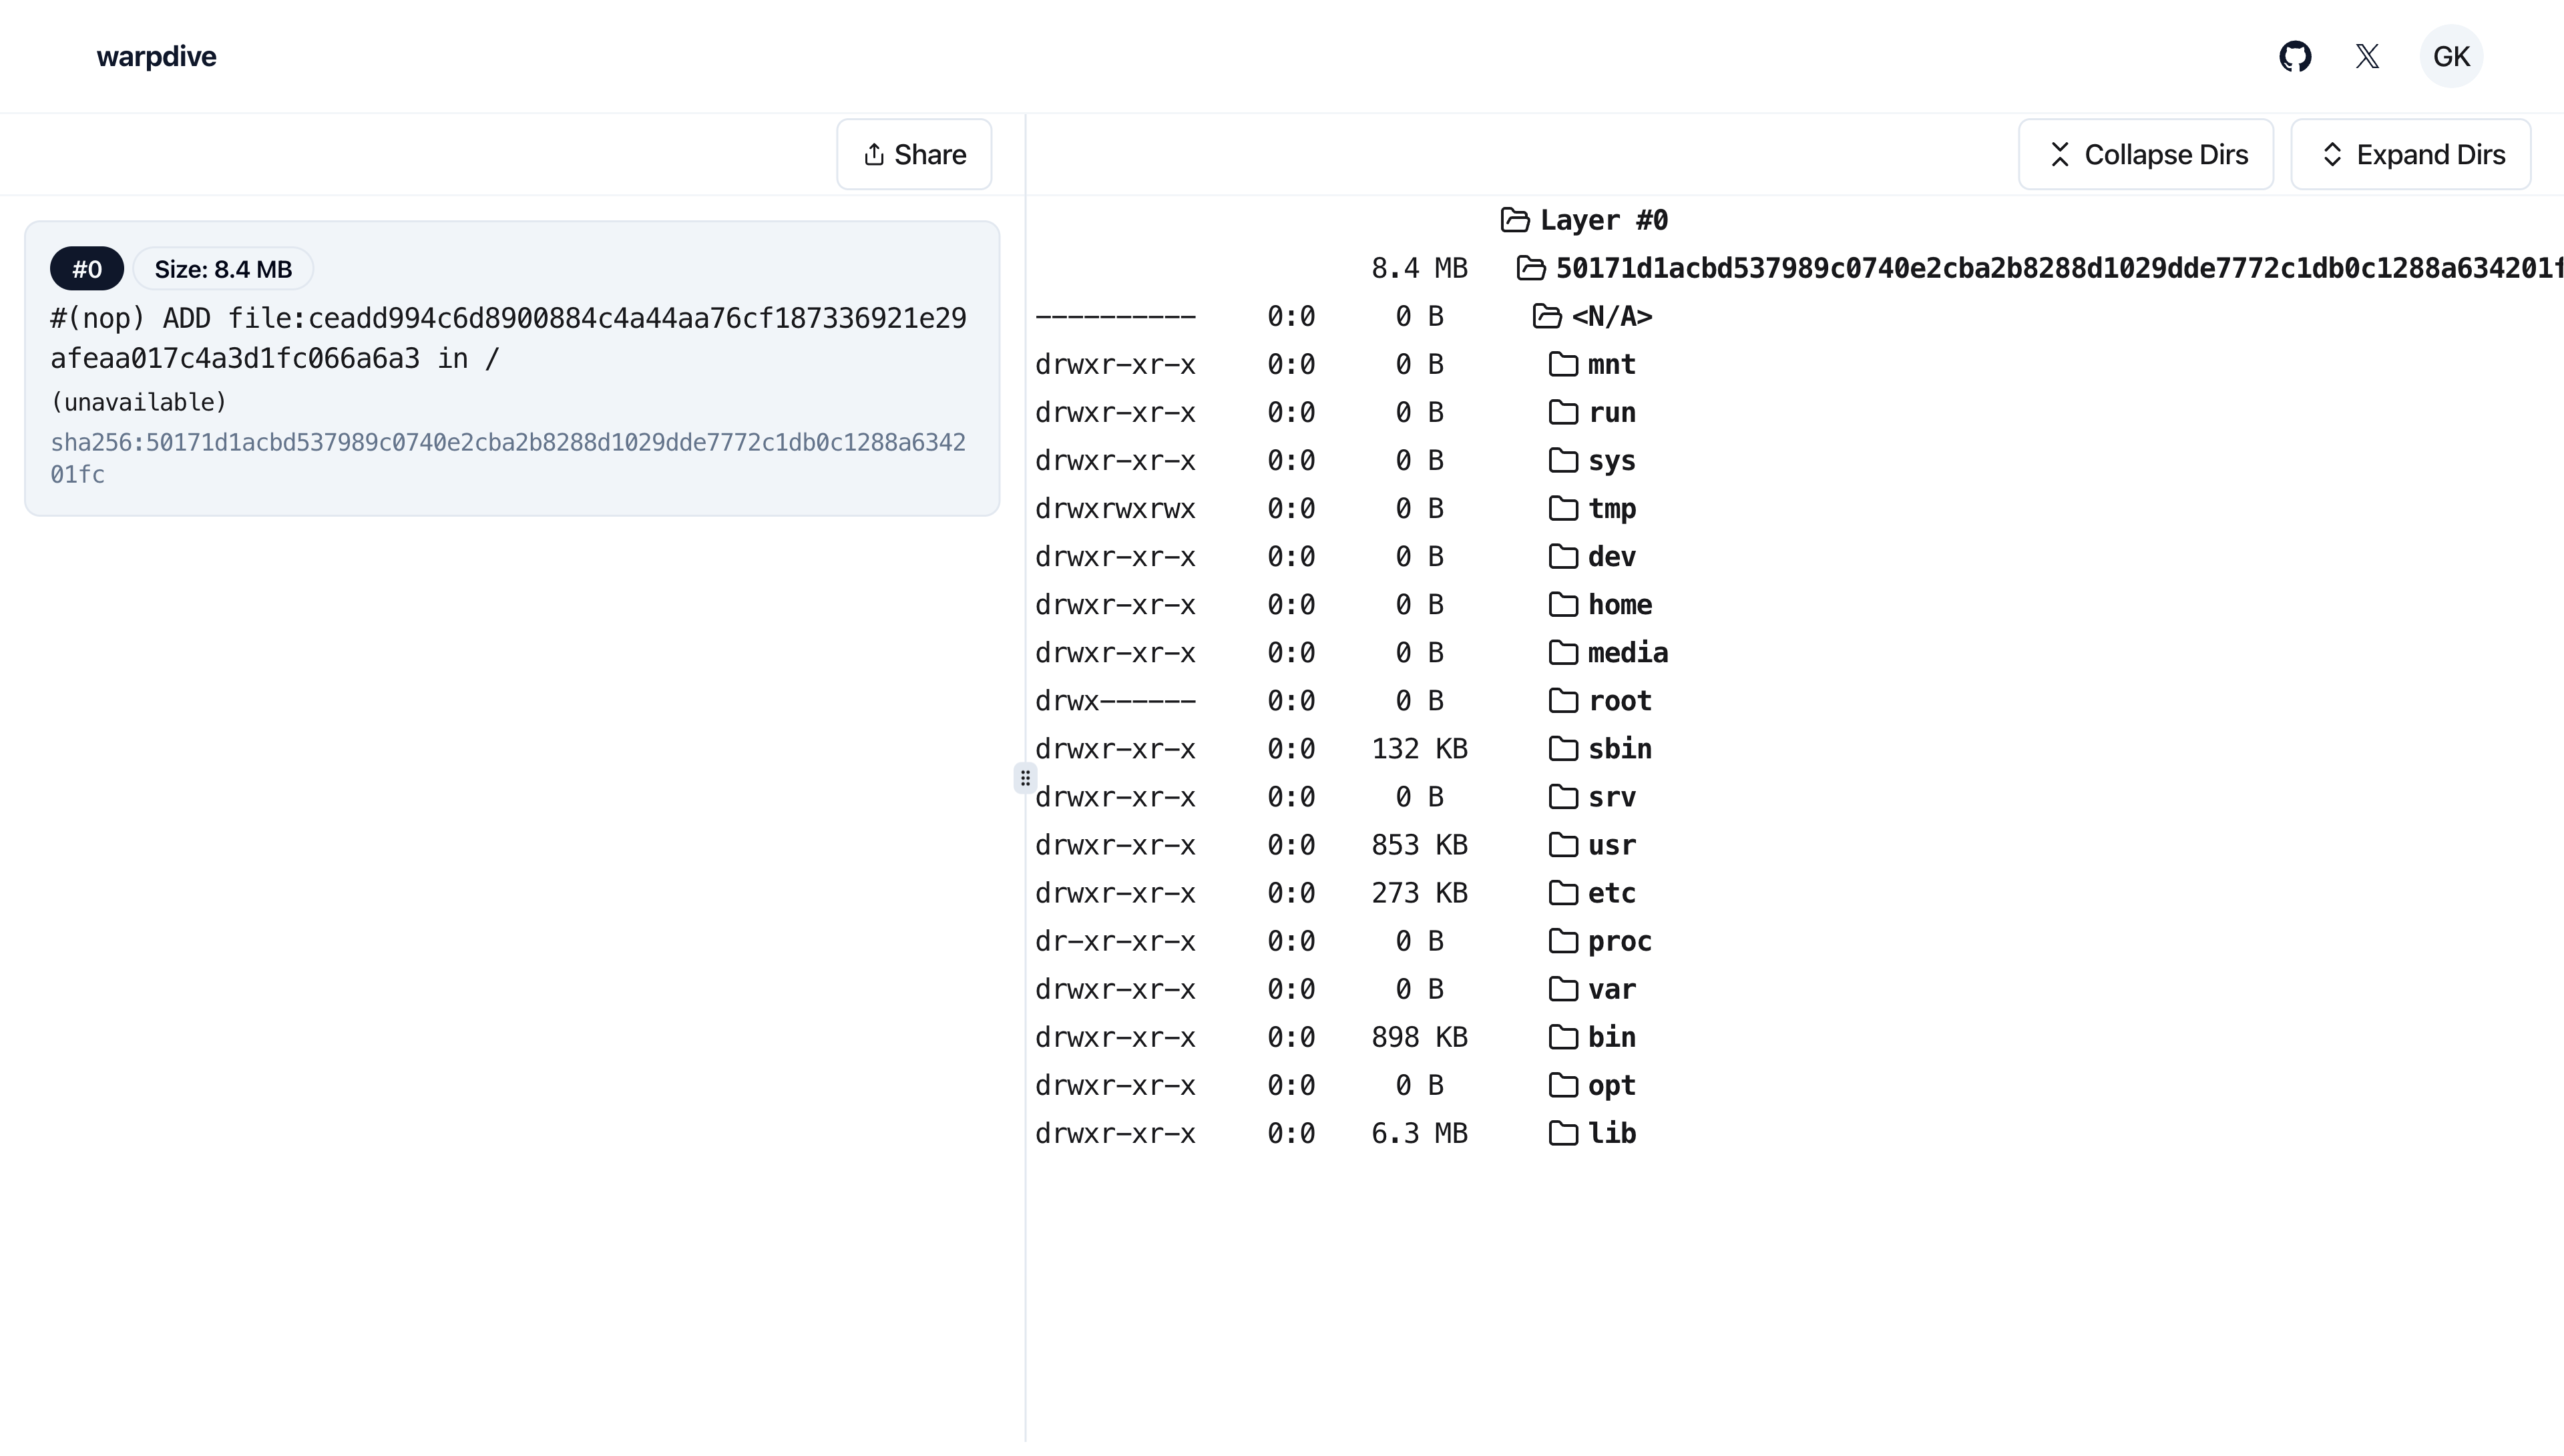 warpdive
GK
Share
Collapse Dirs Expand Dirs
#0 Size: 8.4 MB
#(nop) ADD file:ceadd994c6d8900884c4a44aa76cf187336921e29
afeaa017c4a3d1fc066a6a3 in /
(unavailable)
sha256:50171d1acbd537989c0740e2cba2b8288d1029dde7772c1db0c1288a6342
01fc
Layer #0
8.4 MB 50171d1acbd537989c0740e2cba2b8288d1029dde7772c1db0c1288a634201f
---------- 0:0 0 B <N/A>
drwxr-xr-x 0:0 0 B mnt
drwxr-xr-x 0:0 0 B run
drwxr-xr-x 0:0 0 B sys
drwxrwxrwx 0:0 0 B tmp
drwxr-xr-x 0:0 0 B dev
drwxr-xr-x 0:0 0 B home
drwxr-xr-x 0:0 0 B media
drwx------ 0:0 0 B root
drwxr-xr-x 0:0 132 KB sbin
drwxr-xr-x 0:0 0 B srv
drwxr-xr-x 0:0 853 KB usr
drwxr-xr-x 0:0 273 KB etc
dr-xr-xr-x 0:0 0 B proc
drwxr-xr-x 0:0 0 B var
drwxr-xr-x 0:0 898 KB bin
drwxr-xr-x 0:0 0 B opt
drwxr-xr-x 0:0 6.3 MB lib